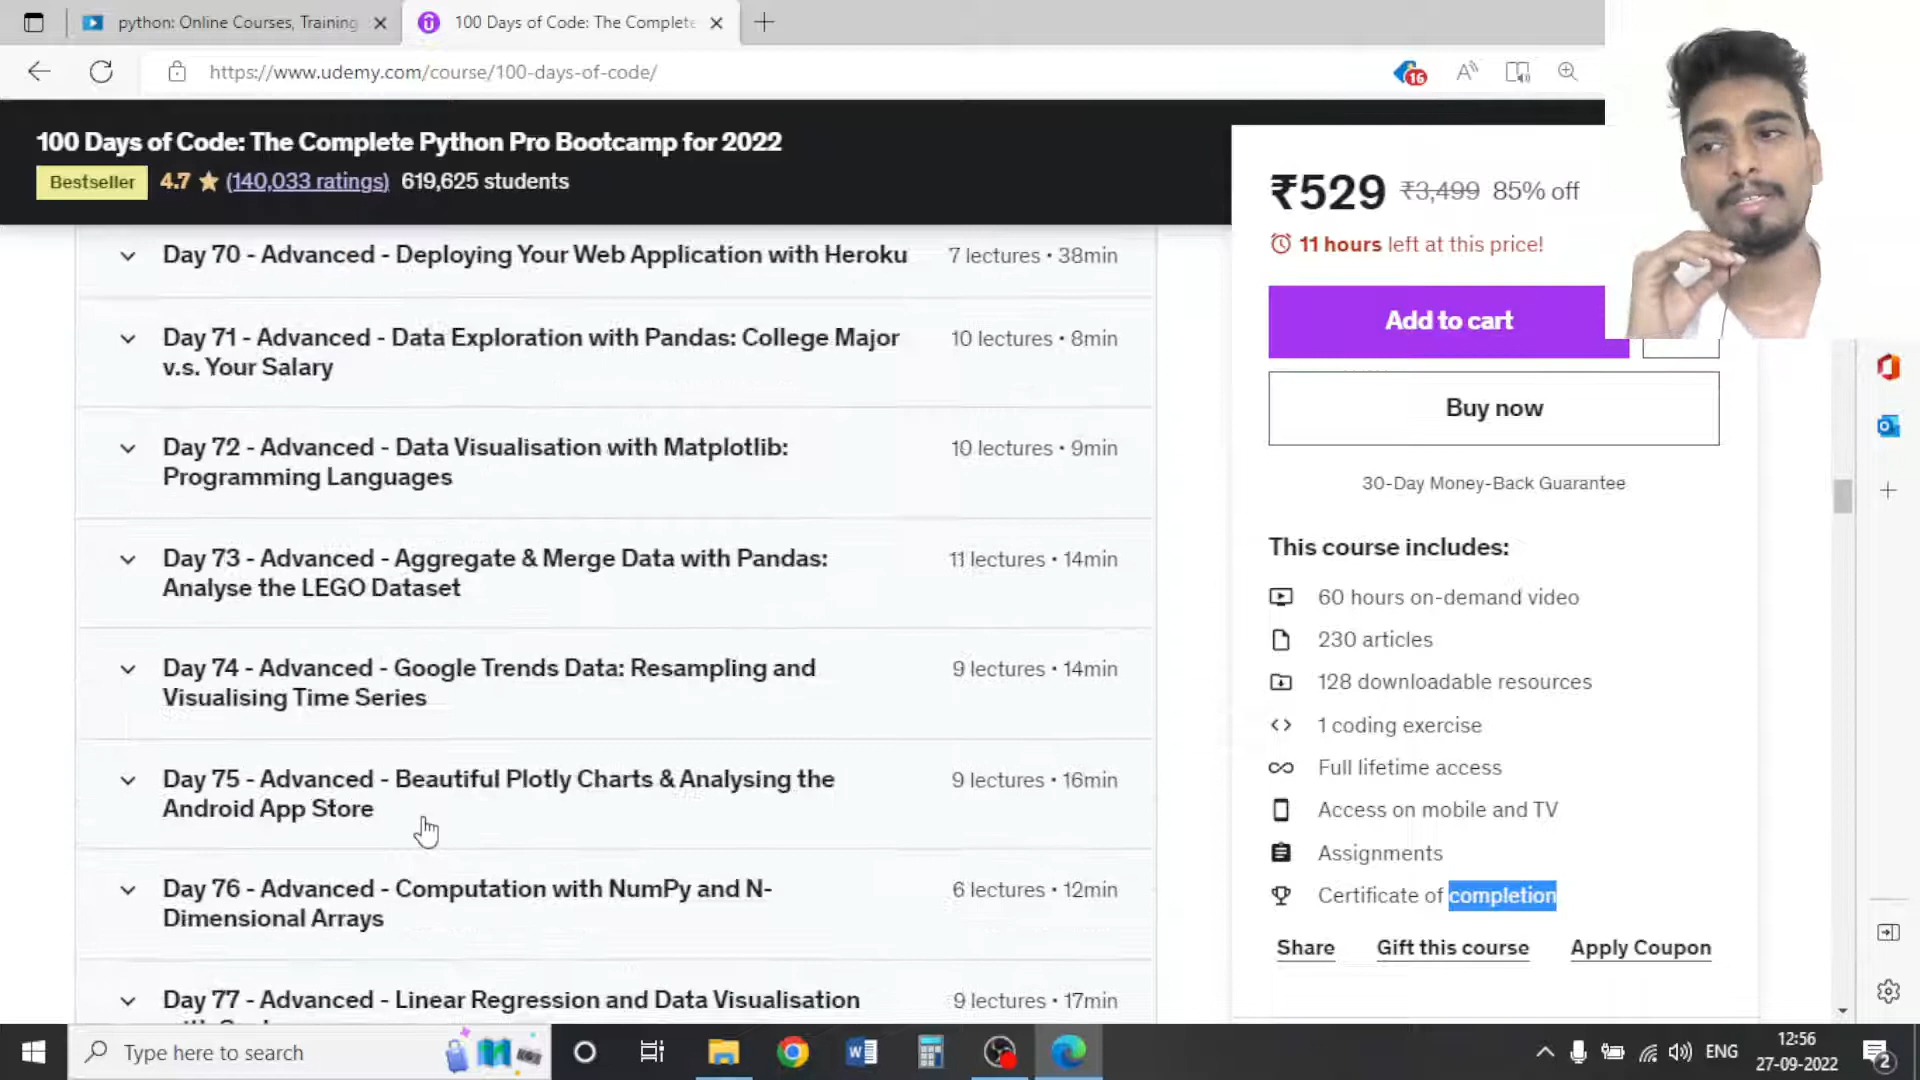 python: Online Courses, Training
100 Days of Code: The Complete
https://www.udemy.com/course/100-days-of-code/
16
100 Days of Code: The Complete Python Pro Bootcamp for 2022
Bestseller 4.7 (140,033 ratings) 619,625 students
Day 70 - Advanced - Deploying Your Web Application with Heroku 7 lectures • 38min
Day 71 - Advanced - Data Exploration with Pandas: College Major 10 lectures • 8min
v.s. Your Salary
Day 72 - Advanced - Data Visualisation with Matplotlib: 10 lectures • 9min
Programming Languages
Day 73 - Advanced - Aggregate & Merge Data with Pandas: 11 lectures • 14min
Analyse the LEGO Dataset
Day 74 - Advanced - Google Trends Data: Resampling and 9 lectures • 14min
Visualising Time Series
Day 75 - Advanced - Beautiful Plotly Charts & Analysing the 9 lectures • 16min
Android App Store
Day 76 - Advanced - Computation with NumPy and N- 6 lectures • 12min
Dimensional Arrays
Day 77 - Advanced - Linear Regression and Data Visualisation 9 lectures • 17min
₹529 ₹3,499 85% off
11 hours left at this price!
Add to cart
Buy now
30-Day Money-Back Guarantee
This course includes:
60 hours on-demand video
230 articles
128 downloadable resources
1 coding exercise
Full lifetime access
Access on mobile and TV
Assignments
Certificate of completion
Share Gift this course Apply Coupon
Type here to search
ENG
12:56
27-09-2022
2